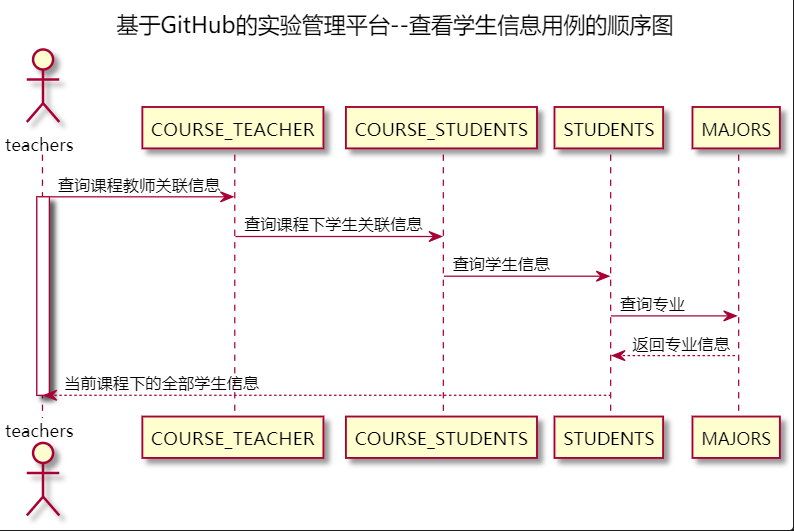 基于GitHub的实验管理平台--查看学生信息用例的顺序图
teachers
COURSE_TEACHER
COURSE_STUDENTS
STUDENTS
MAJORS
查询课程教师关联信息
查询课程下学生关联信息
查询学生信息
查询专业
返回专业信息
当前课程下的全部学生信息
teachers
COURSE_TEACHER
COURSE_STUDENTS
STUDENTS
MAJORS